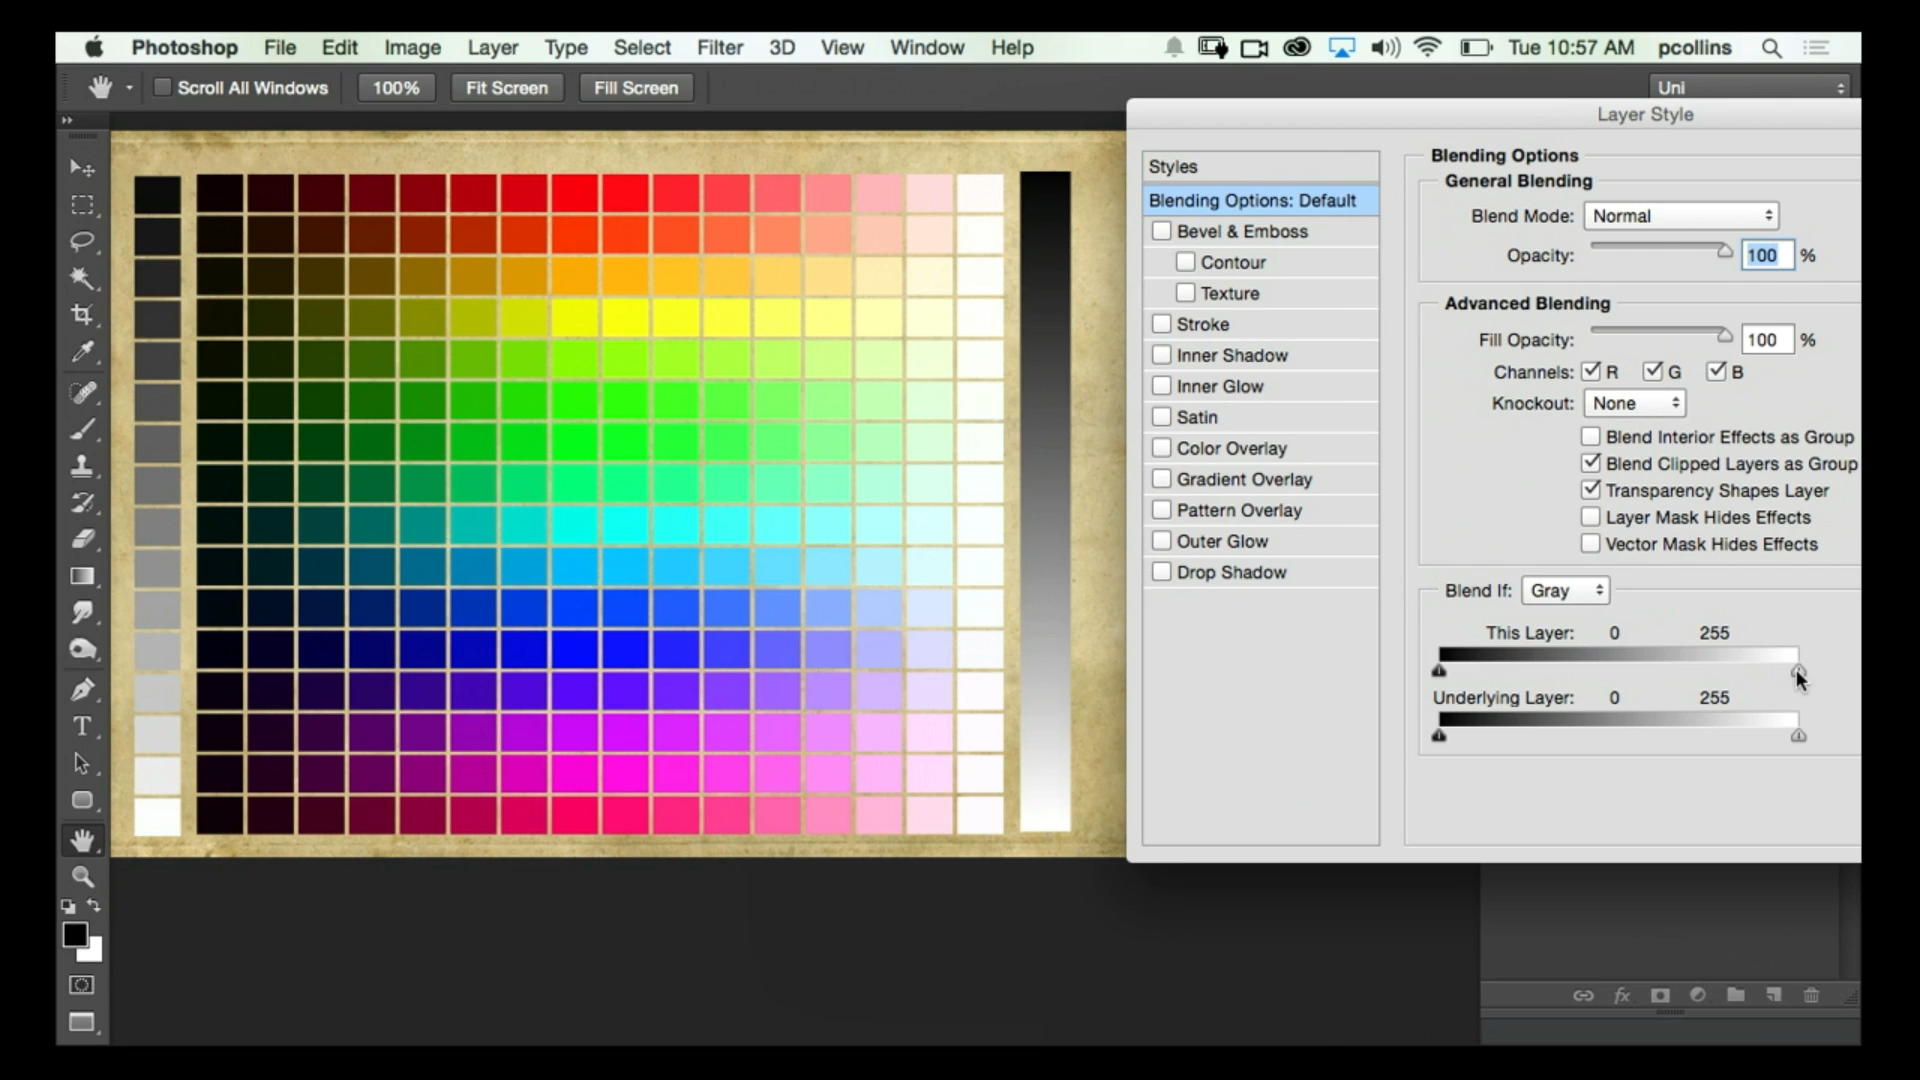 Photoshop File Edit Image Layer Type Select Filter 3D View Window Help Tue 10:57 AM pcollins
Scroll All Windows 100% Fit Screen Fill Screen Uni
Layer Style
Styles
Blending Options: Default
Bevel & Emboss
Contour
Texture
Stroke
Inner Shadow
Inner Glow
Satin
Color Overlay
Gradient Overlay
Pattern Overlay
Outer Glow
Drop Shadow
Blending Options
General Blending
Blend Mode: Normal
Opacity: 100 %
Advanced Blending
Fill Opacity: 100 %
Channels: R G B
Knockout: None
Blend Interior Effects as Group
Blend Clipped Layers as Group
Transparency Shapes Layer
Layer Mask Hides Effects
Vector Mask Hides Effects
Blend If: Gray
This Layer: 0 255
Underlying Layer: 0 255
T
fx